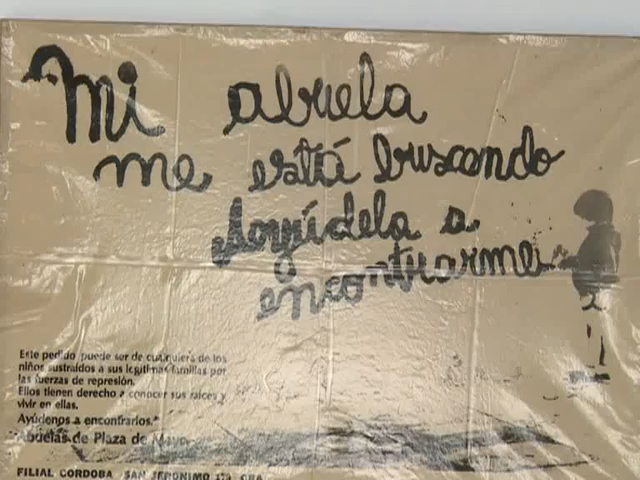 Mi abuela
me está buscando
Ayúdela a
encontrarme
Este pedido puede ser de cualquiera de los
niños sustraídos a sus legítimas familias por
las fuerzas de represión.
Ellos tienen derecho a conocer sus raíces y
vivir en ellas.
Ayúdenos a encontrarlos.
Abuelas de Plaza de Mayo
FILIAL CORDOBA SAN JERONIMO CBA